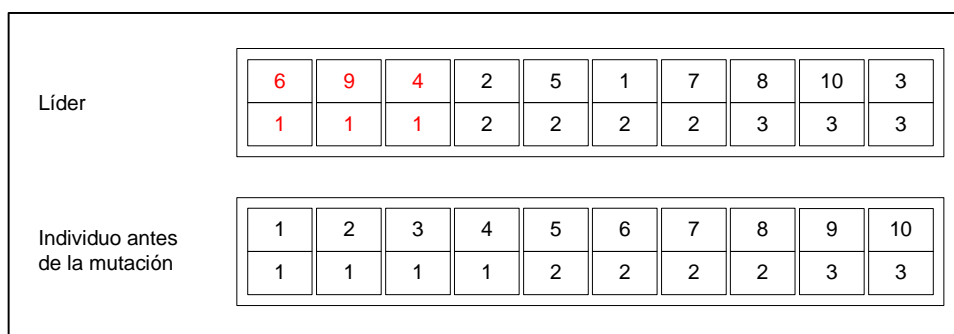 6 9 4 2 5 1 7 8 10 3
Líder
1 1 1 2 2 2 2 3 3 3
1 2 3 4 5 6 7 8 9 10
Individuo antes
de la mutación
1 1 1 1 2 2 2 2 3 3